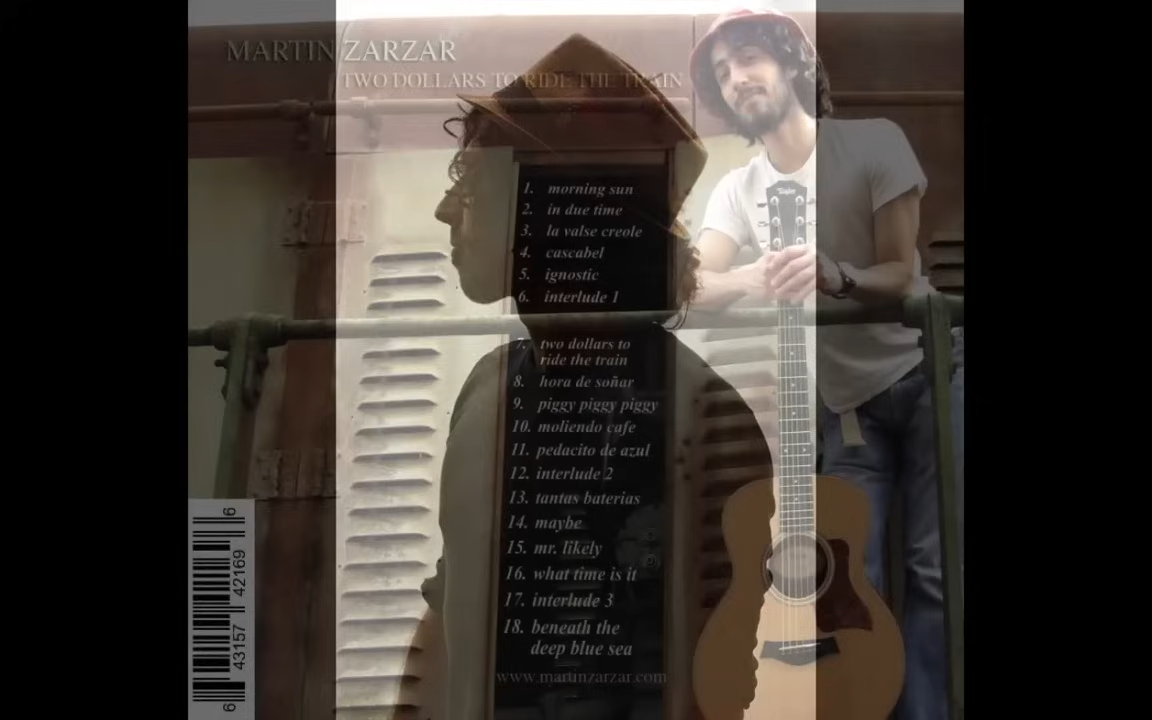 MARTIN ZARZAR
TWO DOLLARS TO RIDE THE TRAIN
Taylor
1. morning sun
2. in due time
3. la valse creole
4. cascabel
5. ignostic
6. interlude 1
7. two dollars to
ride the train
8. hora de soñar
9. piggy piggy piggy
10. moliendo cafe
11. pedacito de azul
12. interlude 2
13. tantas baterias
14. maybe
15. mr. likely
16. what time is it
17. interlude 3
18. beneath the
deep blue sea
www.martinzarzar.com
6 43157 42169 6